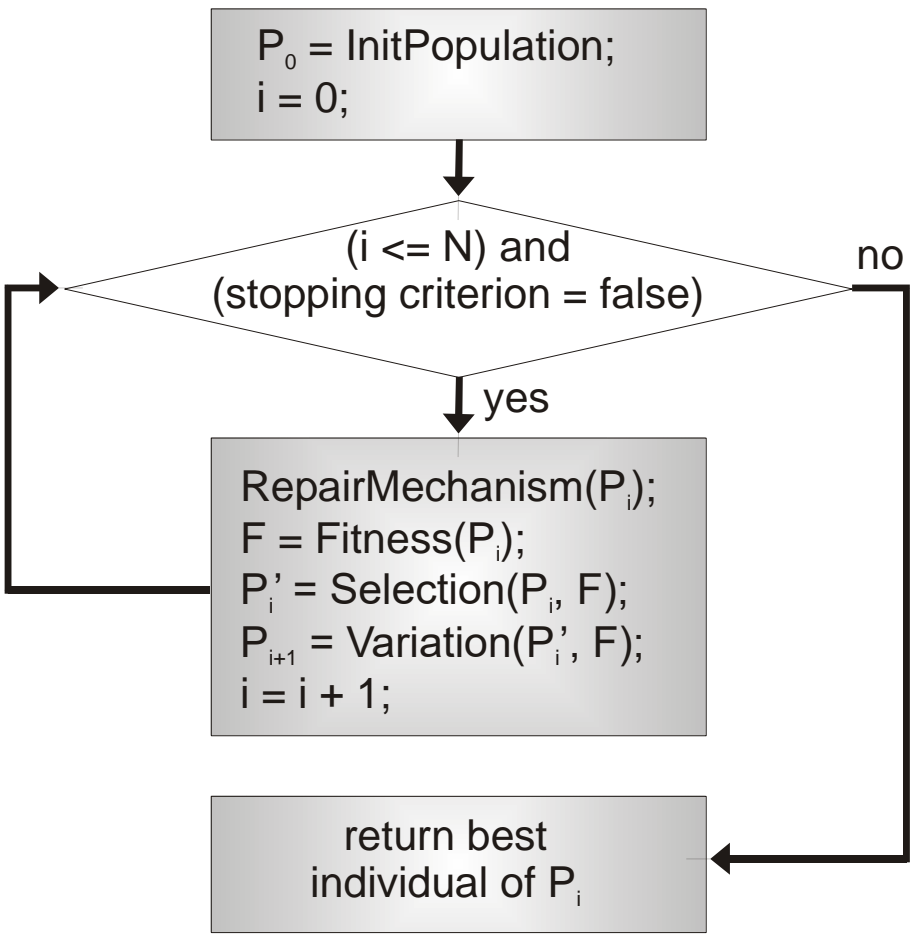 P₀ = InitPopulation;
i = 0;
(i <= N) and
(stopping criterion = false)
no
yes
RepairMechanism(Pᵢ);
F = Fitness(Pᵢ);
Pᵢ’ = Selection(Pᵢ, F);
Pᵢ₊₁ = Variation(Pᵢ’, F);
i = i + 1;
return best
individual of Pᵢ